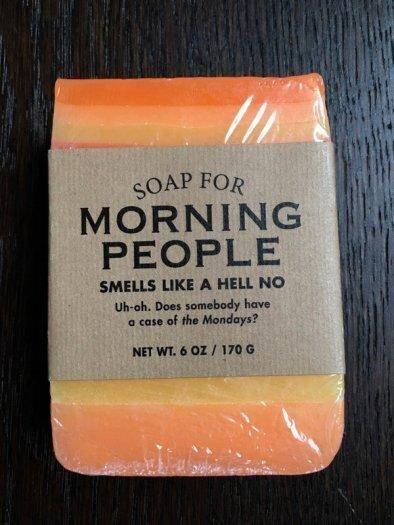 SOAP FOR
MORNING
PEOPLE
SMELLS LIKE A HELL NO
Uh-oh. Does somebody have
a case of the Mondays?
NET WT. 6 OZ / 170 G